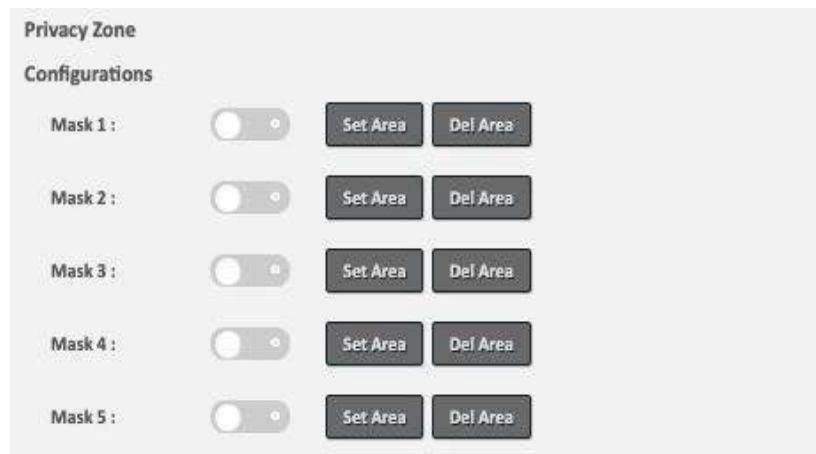 Privacy Zone
Configurations
Mask 1 : Set Area Del Area
Mask 2 : Set Area Del Area
Mask 3 : Set Area Del Area
Mask 4 : Set Area Del Area
Mask 5 : Set Area Del Area